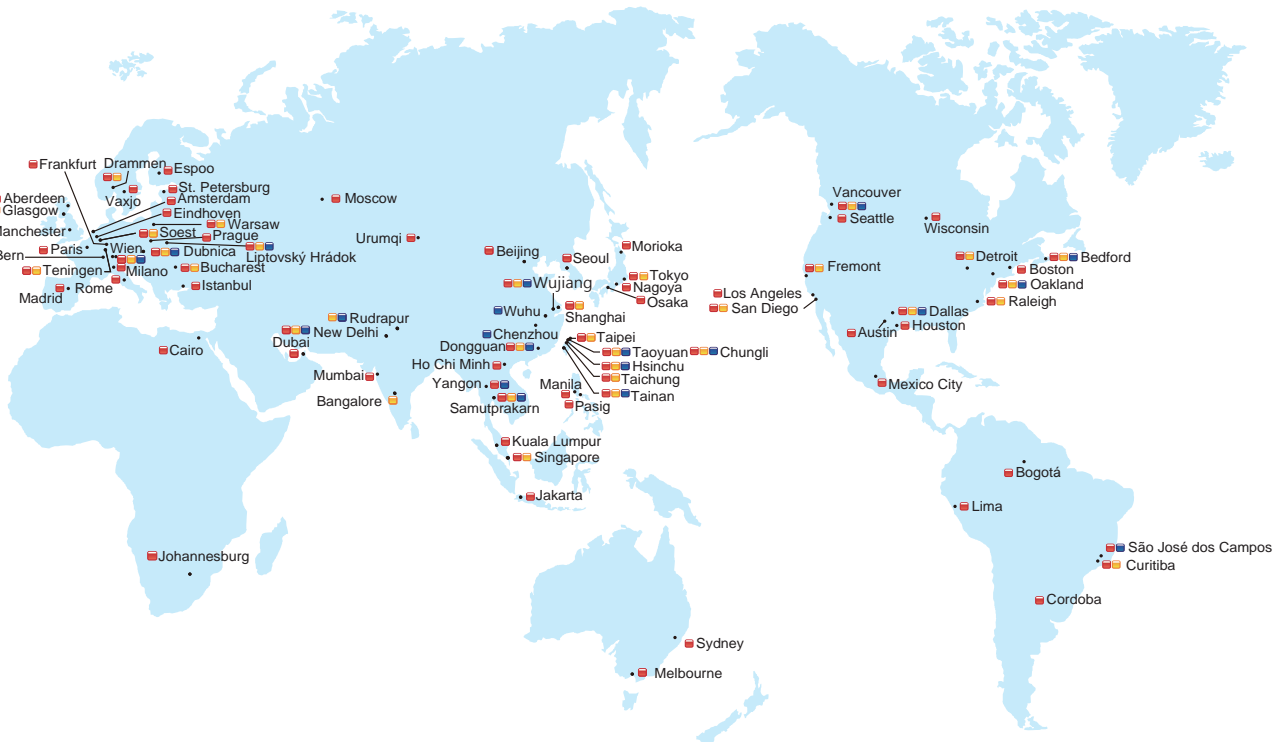 Frankfurt
Drammen
Espoo
Aberdeen
St. Petersburg
Vaxjo
Amsterdam
Glasgow
Eindhoven
Moscow
Manchester
Warsaw
Soest
Prague
Paris
Wien
Dubnica
Liptovský Hrádok
Bern
Teningen
Milano
Bucharest
Madrid
Rome
Istanbul
Urumqi
Beijing
Seoul
Morioka
Tokyo
Nagoya
Osaka
Wujiang
Shanghai
Wuhu
Rudrapur
New Delhi
Chenzhou
Taipei
Dubai
Dongguan
Taoyuan
Chungli
Cairo
Ho Chi Minh
Hsinchu
Mumbai
Taichung
Yangon
Manila
Tainan
Bangalore
Samutprakarn
Pasig
Kuala Lumpur
Singapore
Jakarta
Johannesburg
Sydney
Melbourne
Vancouver
Seattle
Wisconsin
Detroit
Bedford
Fremont
Boston
Oakland
Los Angeles
San Diego
Raleigh
Dallas
Houston
Austin
Mexico City
Bogotá
Lima
São José dos Campos
Curitiba
Cordoba